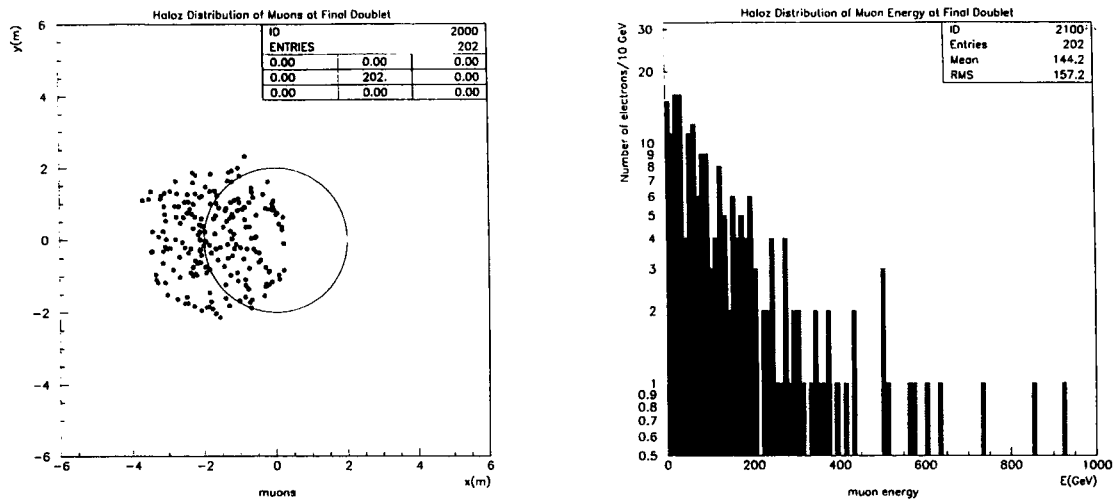 Haloz Distribution of Muons at Final Doublet
y(m)
6
4
2
0
−2
−4
−6
ID 2000
ENTRIES 202
0.00 0.00 0.00
0.00 202. 0.00
0.00 0.00 0.00
−6 −4 −2 0 2 4 6
x(m)
muons
Haloz Distribution of Muon Energy at Final Doublet
Number of electrons/10 GeV
30
20
10
9
8
7
6
5
4
3
2
1
0.9
0.8
0.7
0.6
0.5
ID 2100
Entries 202
Mean 144.2
RMS 157.2
0 200 400 600 800 1000
E(GeV)
muon energy